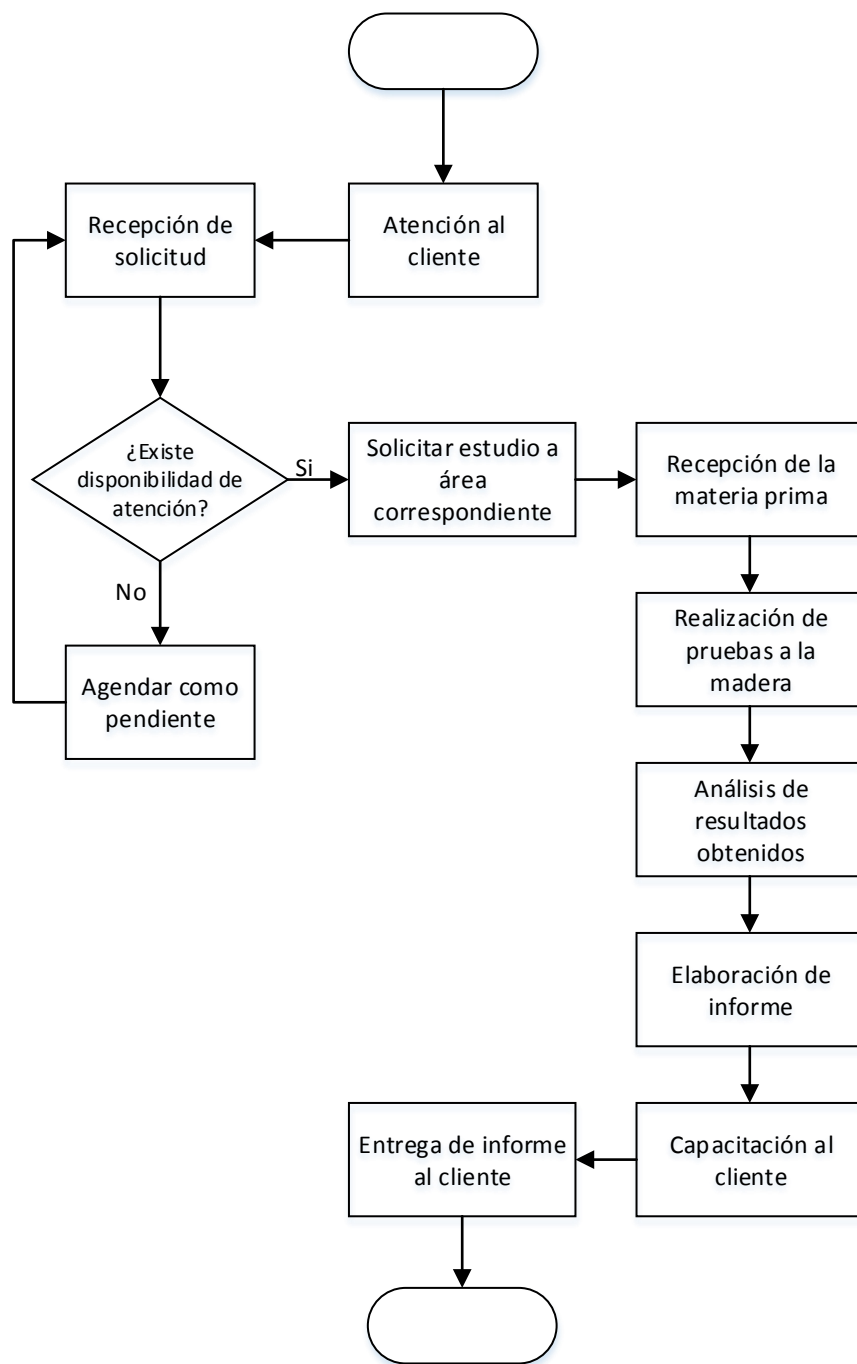 Atención al
cliente
Recepción de
solicitud
¿Existe
disponibilidad de
atención?
Si
No
Agendar como
pendiente
Solicitar estudio a
área
correspondiente
Recepción de la
materia prima
Realización de
pruebas a la
madera
Análisis de
resultados
obtenidos
Elaboración de
informe
Capacitación al
cliente
Entrega de informe
al cliente